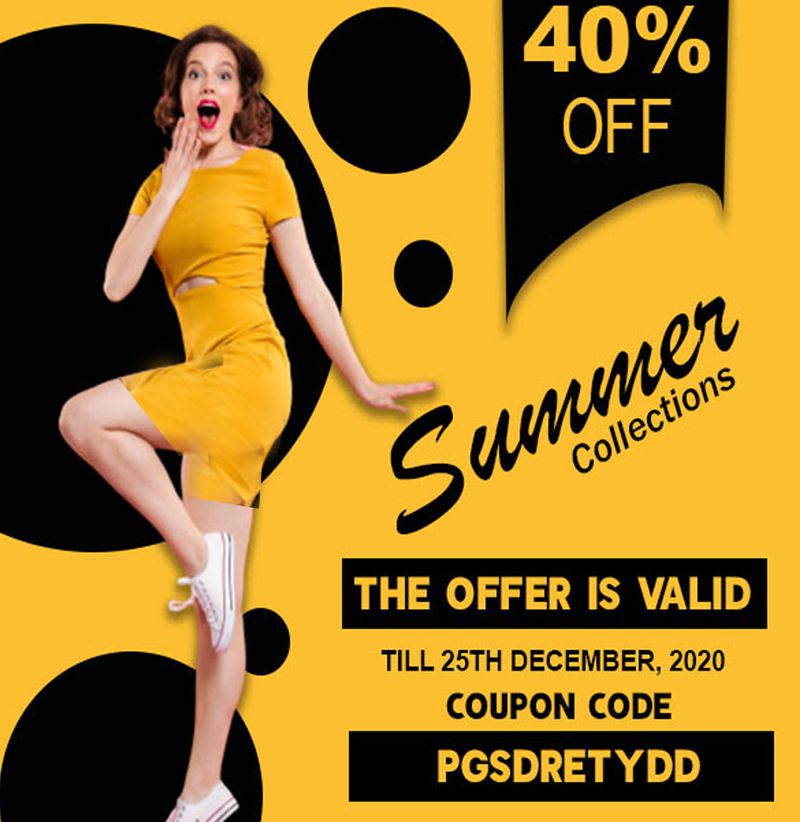 40%
OFF
Summer
Collections
THE OFFER IS VALID
TILL 25TH DECEMBER, 2020
COUPON CODE
PGSDRETYDD